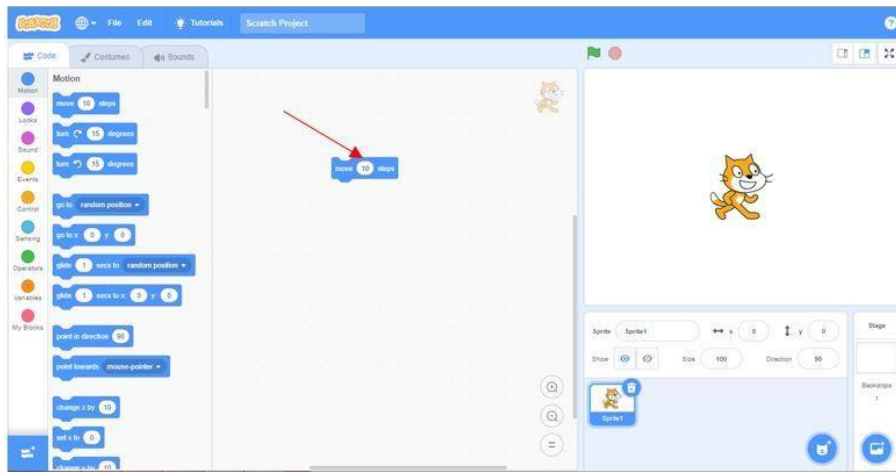 SCRATCH File Edit Tutorials Scratch Project ?
Code Costumes Sounds
Motion
Looks
Sound
Events
Control
Sensing
Operators
Variables
My Blocks
Motion
move 10 steps
turn 15 degrees
turn 15 degrees
go to random position
go to x: 0 y: 0
glide 1 secs to random position
glide 1 secs to x: 0 y: 0
point in direction 90
point towards mouse-pointer
change x by 10
set x to 0
change y by 10
move 10 steps
Sprite Sprite1 x 0 y 0
Show Size 100 Direction 90
Sprite1
Stage
Backdrops
1